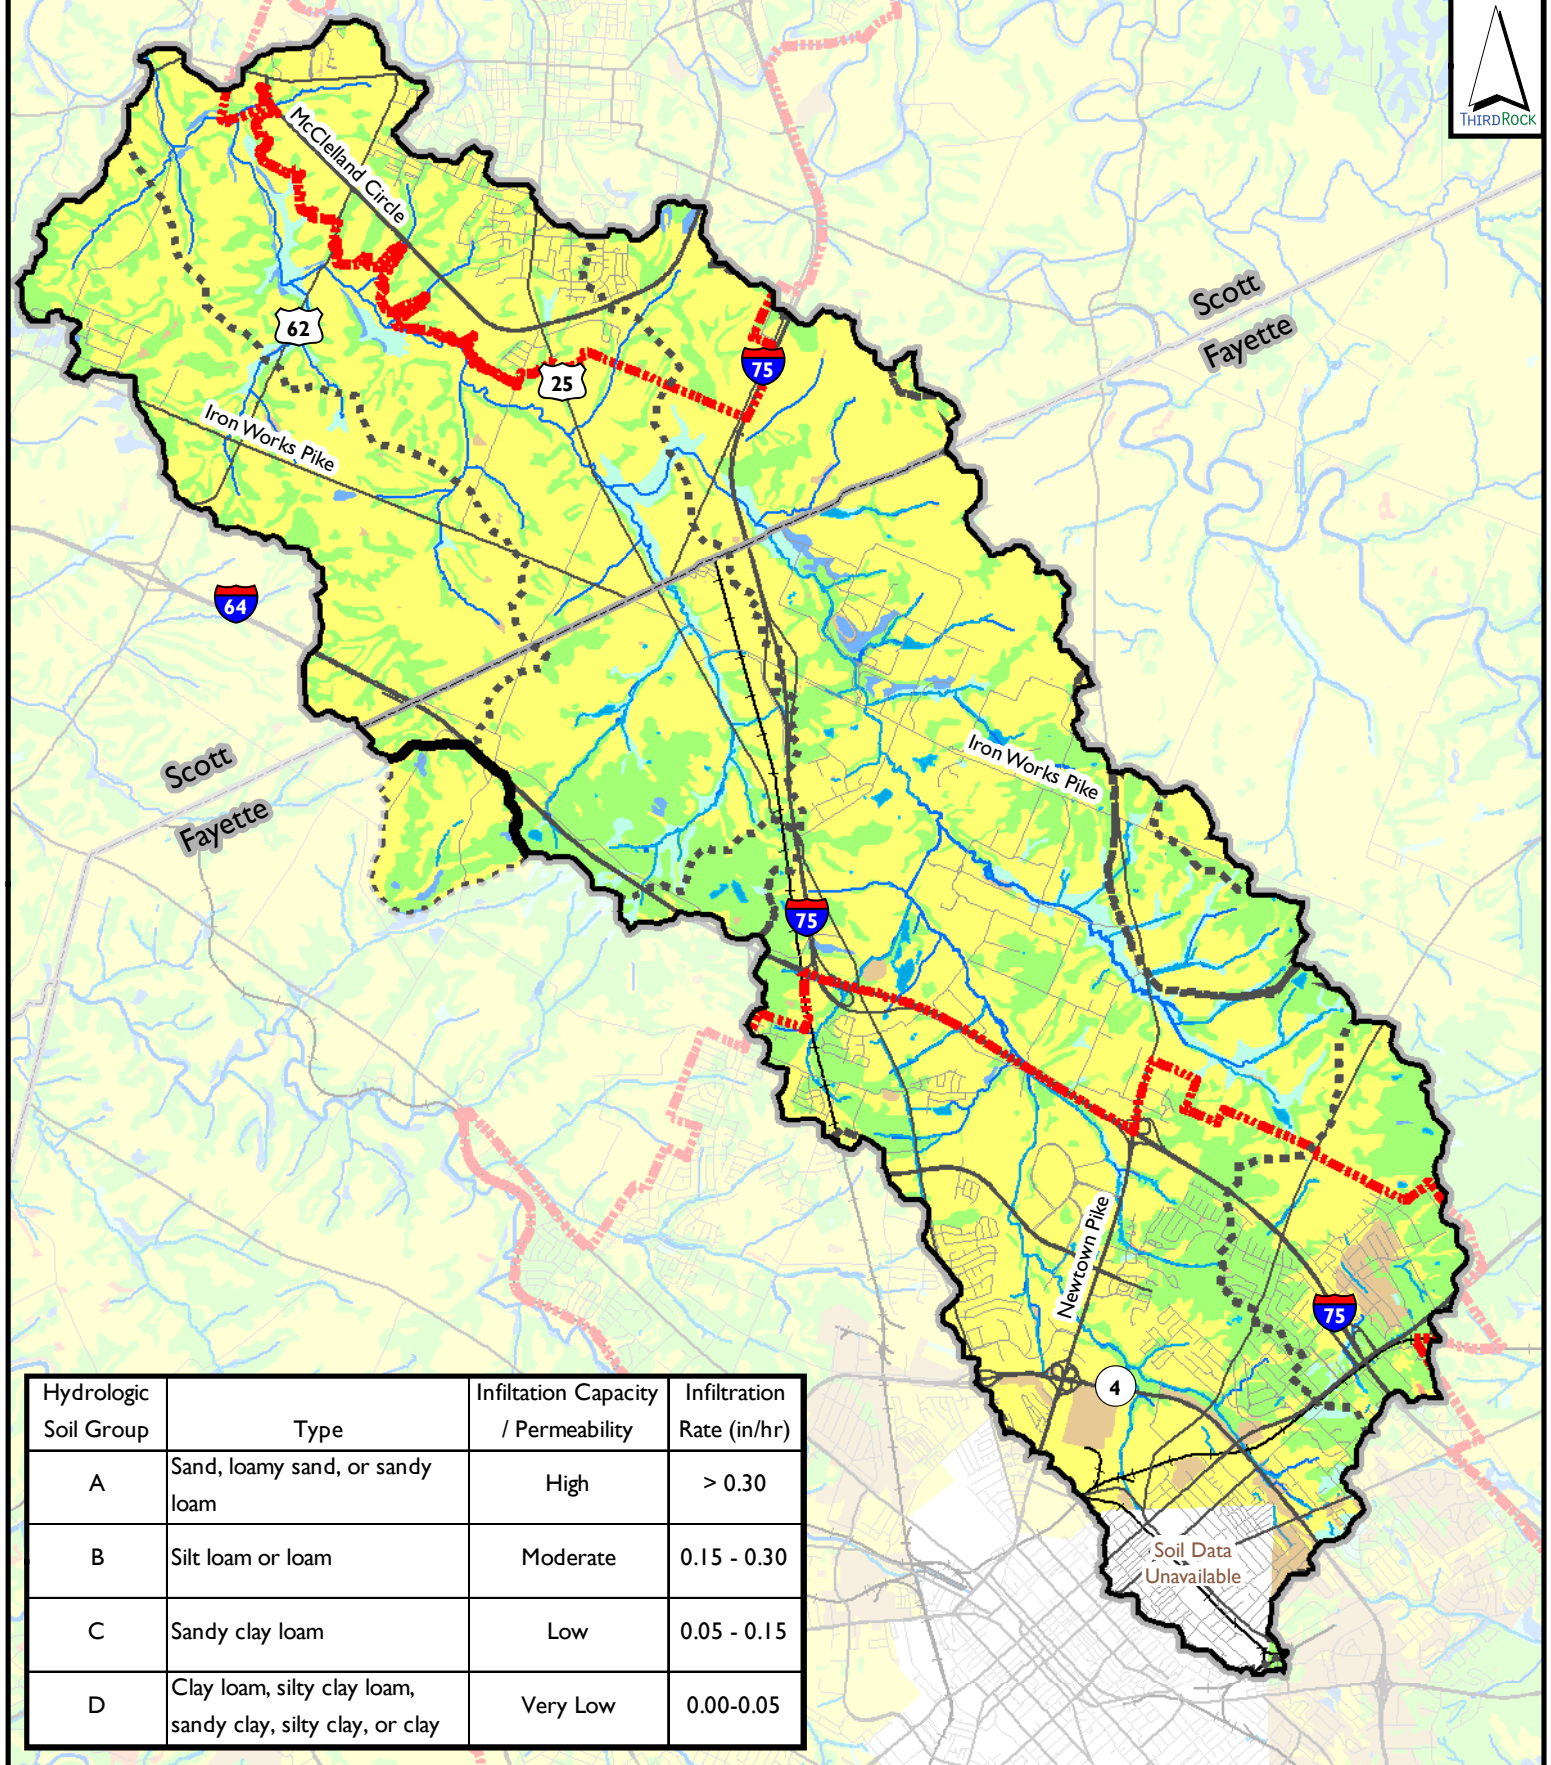 THIRDROCK
McClelland Circle
Scott
Fayette
62
75
25
Iron Works Pike
64
Scott
Fayette
Iron Works Pike
75
Newtown Pike
75
4
Soil Data
Unavailable
Hydrologic
Soil Group
Type
Infiltation Capacity
/ Permeability
Infiltration
Rate (in/hr)
A
Sand, loamy sand, or sandy
loam
High
> 0.30
B
Silt loam or loam
Moderate
0.15 - 0.30
C
Sandy clay loam
Low
0.05 - 0.15
D
Clay loam, silty clay loam,
sandy clay, silty clay, or clay
Very Low
0.00-0.05